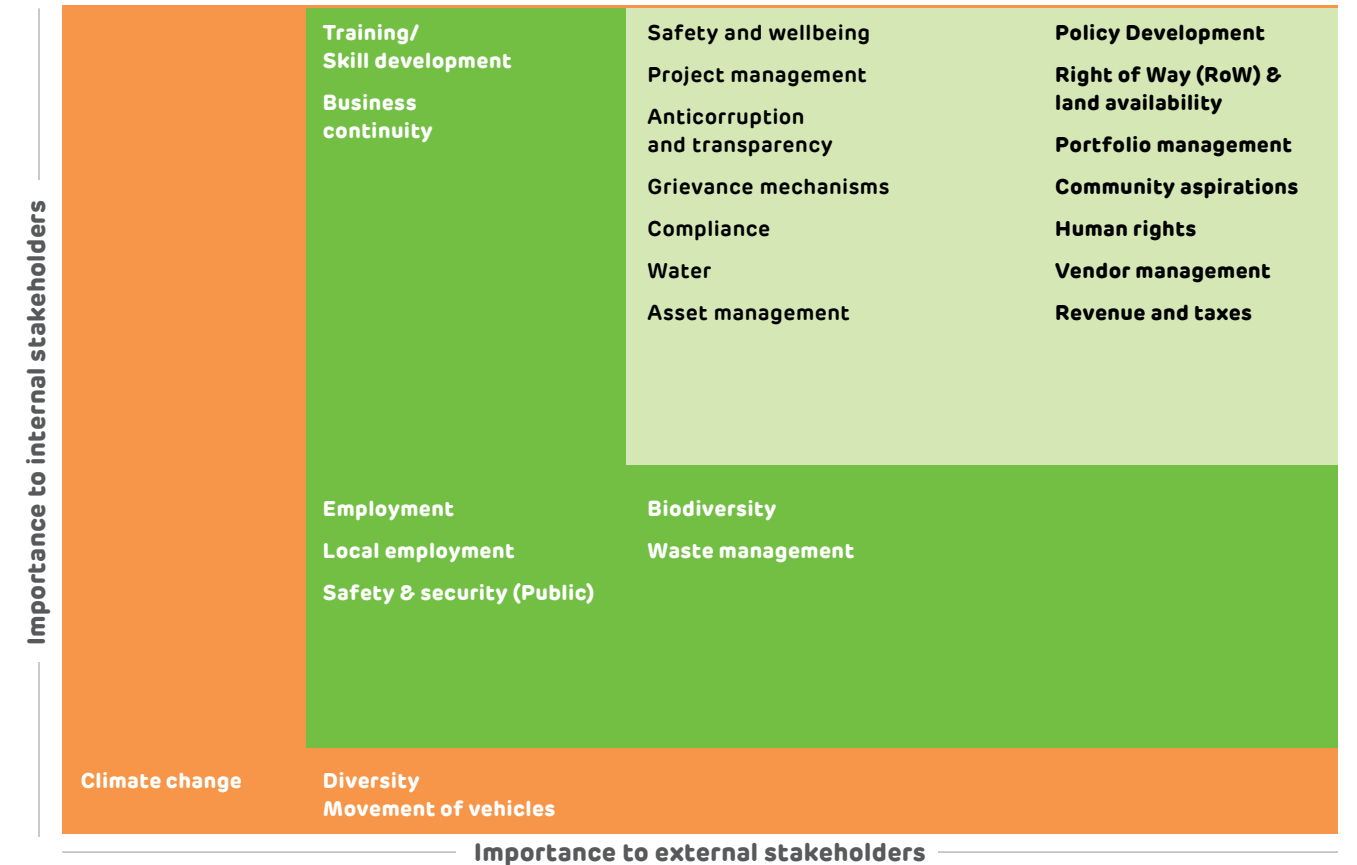 Importance to internal stakeholders
Training/
Skill development
Business
continuity
Safety and wellbeing
Project management
Anticorruption
and transparency
Grievance mechanisms
Compliance
Water
Asset management
Policy Development
Right of Way (RoW) &
land availability
Portfolio management
Community aspirations
Human rights
Vendor management
Revenue and taxes
Employment
Local employment
Safety & security (Public)
Biodiversity
Waste management
Climate change
Diversity
Movement of vehicles
Importance to external stakeholders